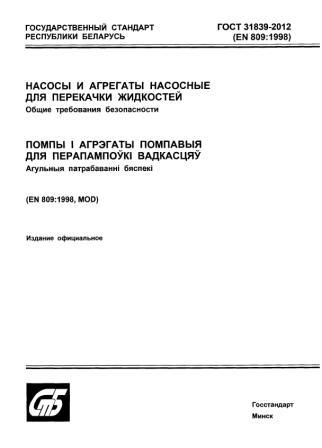 ГОСУДАРСТВЕННЫЙ СТАНДАРТ
РЕСПУБЛИКИ БЕЛАРУСЬ
ГОСТ 31839-2012
(EN 809:1998)
НАСОСЫ И АГРЕГАТЫ НАСОСНЫЕ
ДЛЯ ПЕРЕКАЧКИ ЖИДКОСТЕЙ
Общие требования безопасности
ПОМПЫ І АГРЭГАТЫ ПОМПАВЫЯ
ДЛЯ ПЕРАПАМПОЎКІ ВАДКАСЦЯЎ
Агульныя патрабаванні бяспекі
(EN 809:1998, MOD)
Издание официальное
СТБ
Госстандарт
Минск